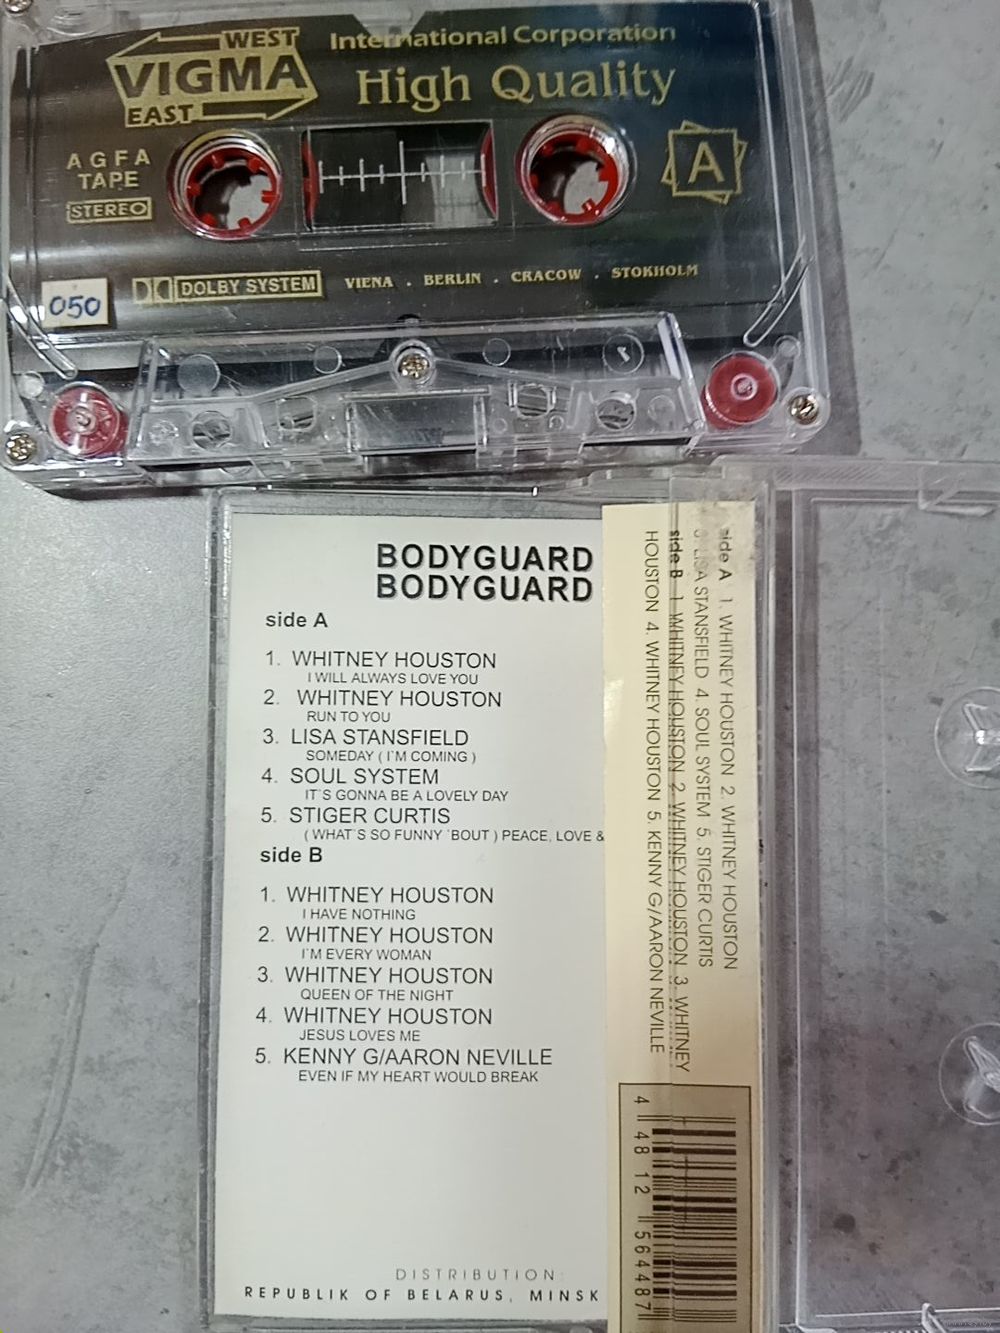 WEST
VIGMA
EAST
International Corporation
High Quality
AGFA
TAPE
STEREO
A
050
DOLBY SYSTEM
VIENA . BERLIN . CRACOW . STOKHOLM
BODYGUARD
BODYGUARD
side A
1. WHITNEY HOUSTON
I WILL ALWAYS LOVE YOU
2. WHITNEY HOUSTON
RUN TO YOU
3. LISA STANSFIELD
SOMEDAY ( I`M COMING )
4. SOUL SYSTEM
IT`S GONNA BE A LOVELY DAY
5. STIGER CURTIS
( WHAT`S SO FUNNY `BOUT ) PEACE, LOVE &
side B
1. WHITNEY HOUSTON
I HAVE NOTHING
2. WHITNEY HOUSTON
I`M EVERY WOMAN
3. WHITNEY HOUSTON
QUEEN OF THE NIGHT
4. WHITNEY HOUSTON
JESUS LOVES ME
5. KENNY G/AARON NEVILLE
EVEN IF MY HEART WOULD BREAK
DISTRIBUTION:
REPUBLIK OF BELARUS, MINSK
side A 1. WHITNEY HOUSTON 2. WHITNEY HOUSTON
3. LISA STANSFIELD 4. SOUL SYSTEM 5. STIGER CURTIS
side B 1. WHITNEY HOUSTON 2. WHITNEY HOUSTON 3. WHITNEY
HOUSTON 4. WHITNEY HOUSTON 5. KENNY G/AARON NEVILLE
4 48 12 564487